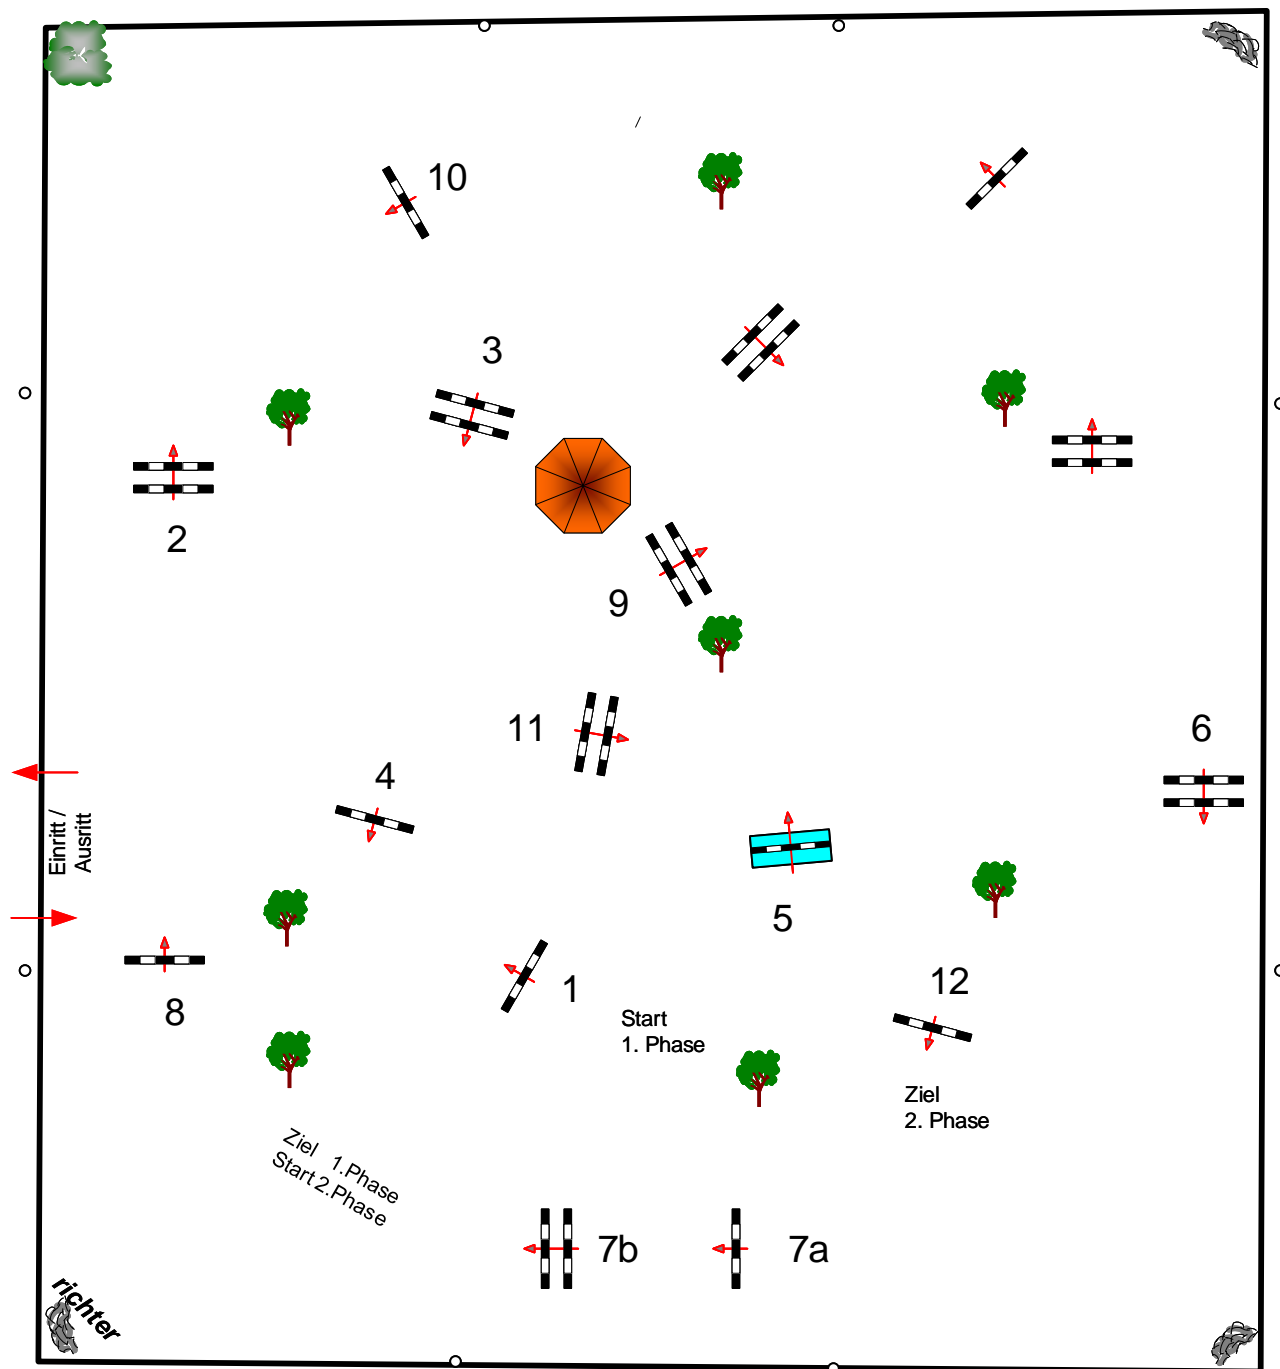 10
3
2
9
11
6
4
Einritt /
Ausritt
5
12
1
8
Start
1. Phase
Ziel
2. Phase
Ziel 1.Phase
Start 2.Phase
7b
7a
richter